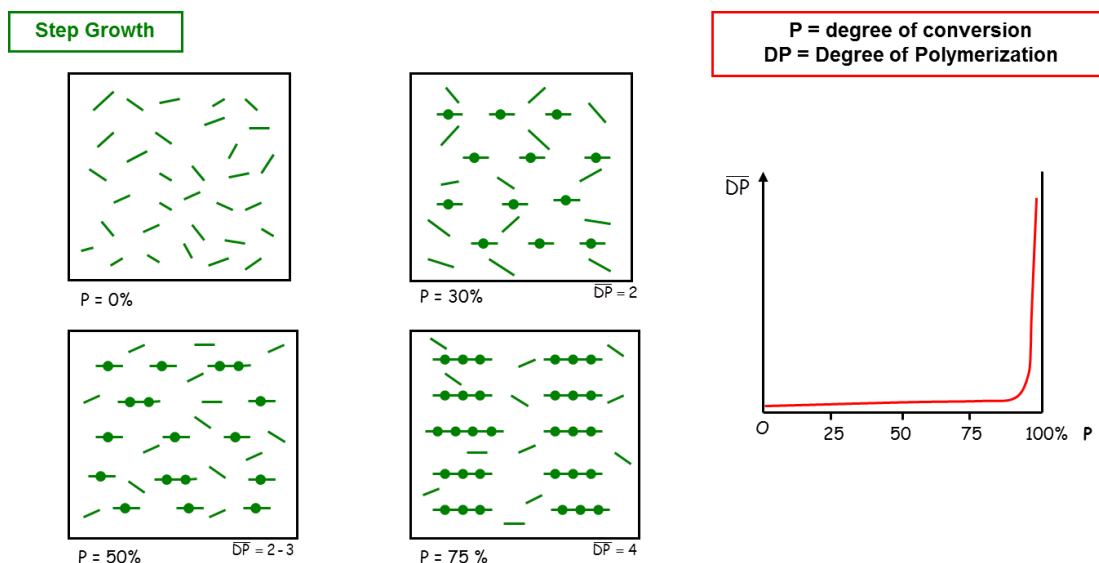 Step Growth
P = degree of conversion
DP = Degree of Polymerization
P = 0%
P = 30%
DP = 2
P = 50%
DP = 2 - 3
P = 75 %
DP = 4
DP
0 25 50 75 100% P